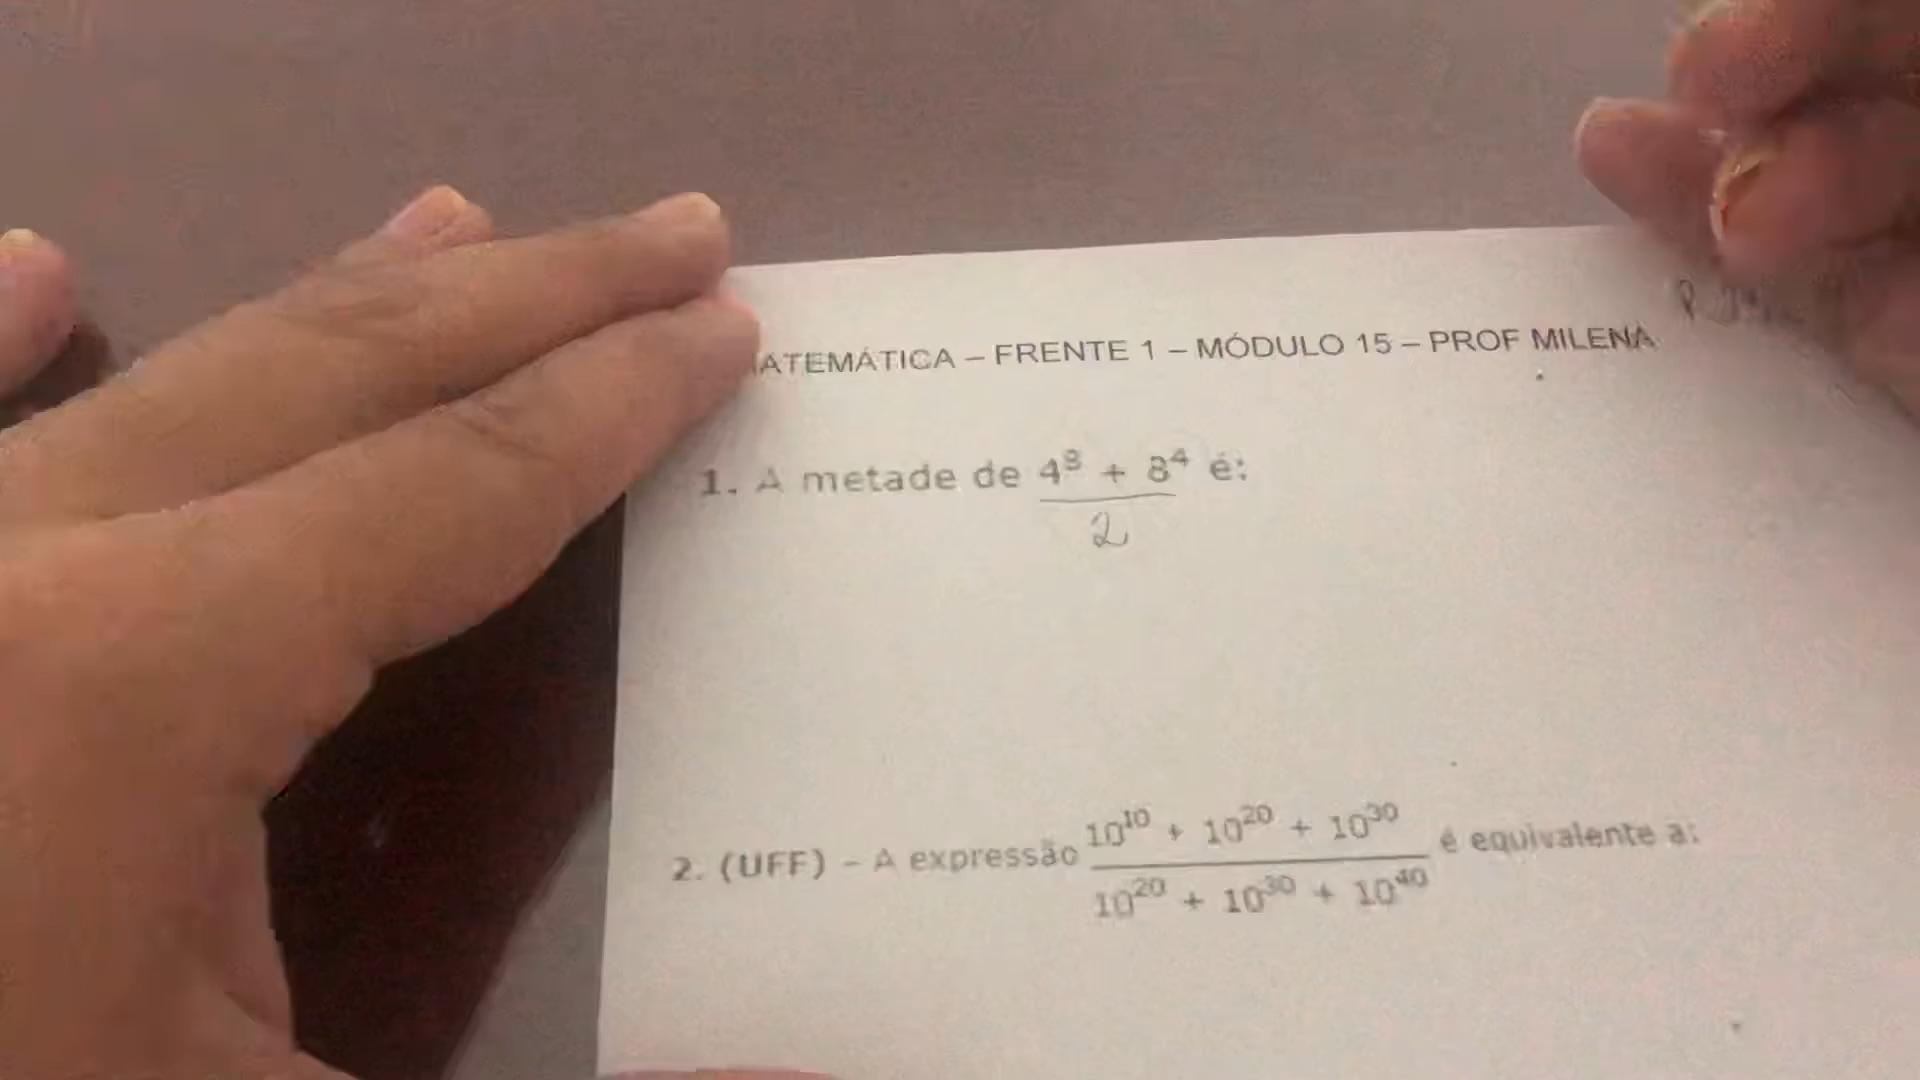 ATEMÁTICA – FRENTE 1 – MÓDULO 15 – PROF MILENA
1. A metade de 4⁸ + 8⁴ é:
2
2. (UFF) – A expressão 10¹⁰ + 10²⁰ + 10³⁰ é equivalente a:
10²⁰ + 10³⁰ + 10⁴⁰